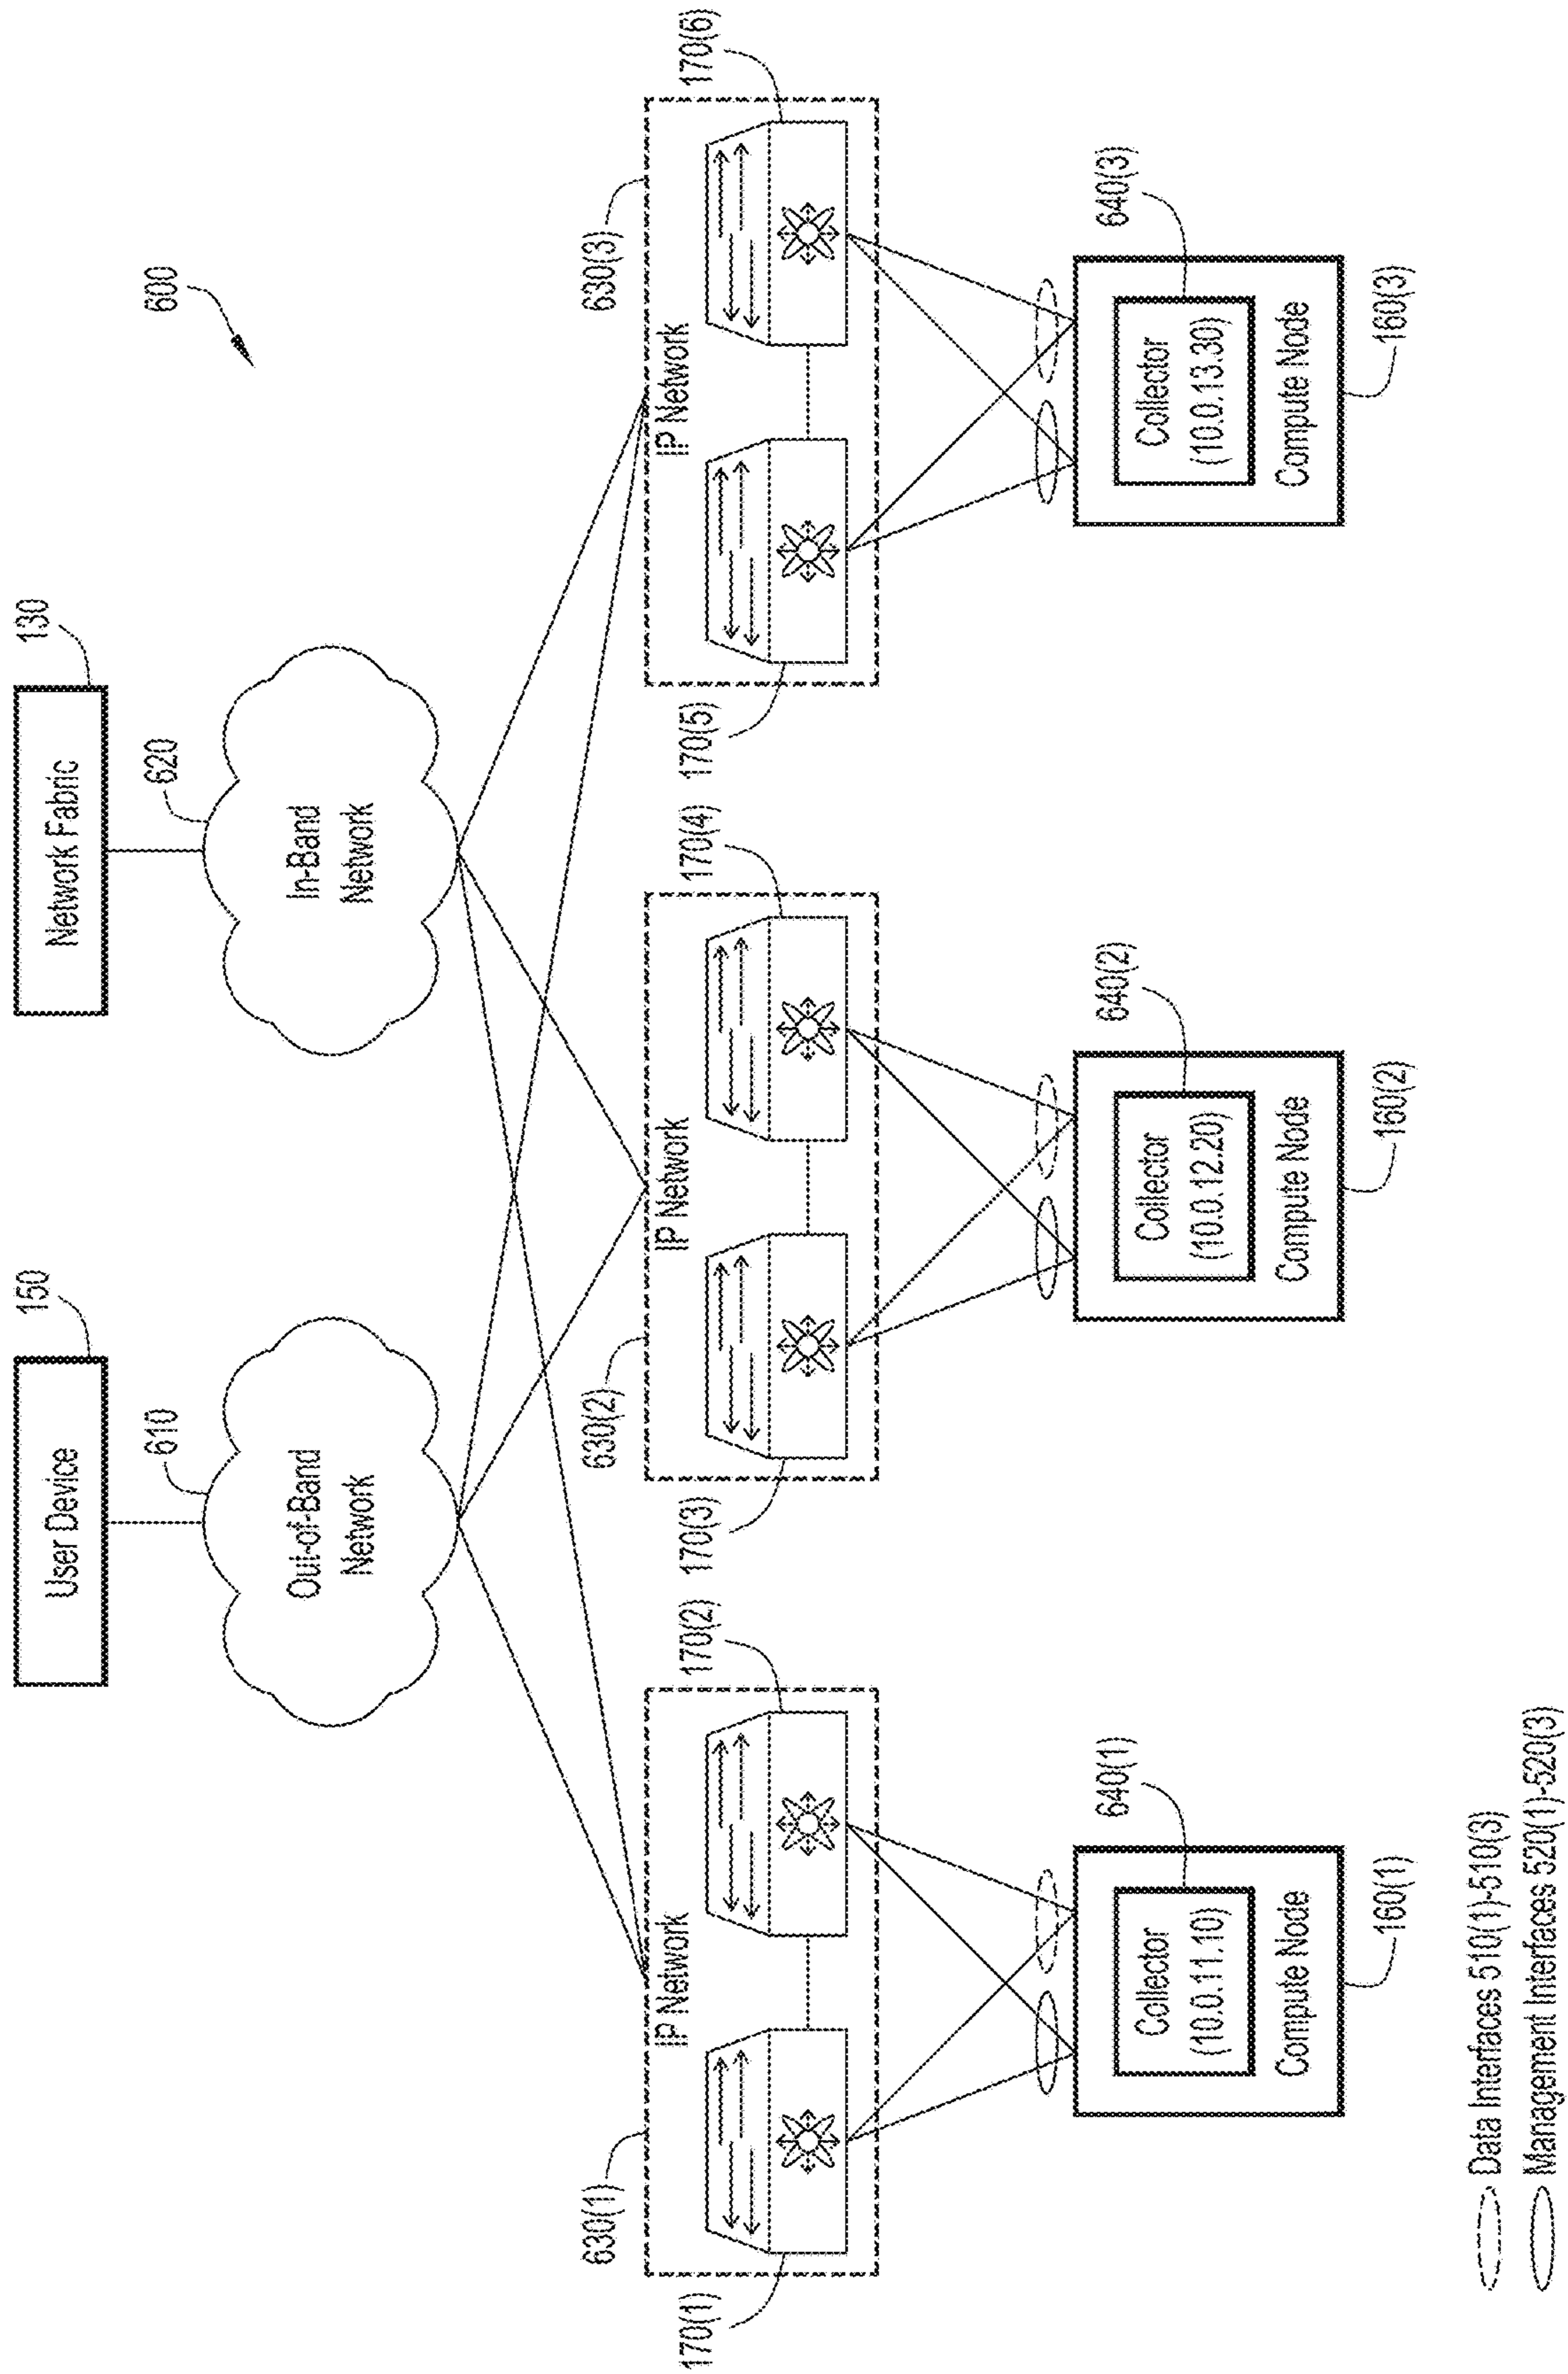 600
User Device
150
Network Fabric
130
610
Out-of-Band
Network
620
In-Band
Network
630(1)
IP Network
170(1)
170(2)
630(2)
IP Network
170(3)
170(4)
630(3)
IP Network
170(5)
170(6)
640(1)
Collector
(10.0.11.10)
Compute Node
160(1)
640(2)
Collector
(10.0.12.20)
Compute Node
160(2)
640(3)
Collector
(10.0.13.30)
Compute Node
160(3)
Data Interfaces 510(1)-510(3)
Management Interfaces 520(1)-520(3)